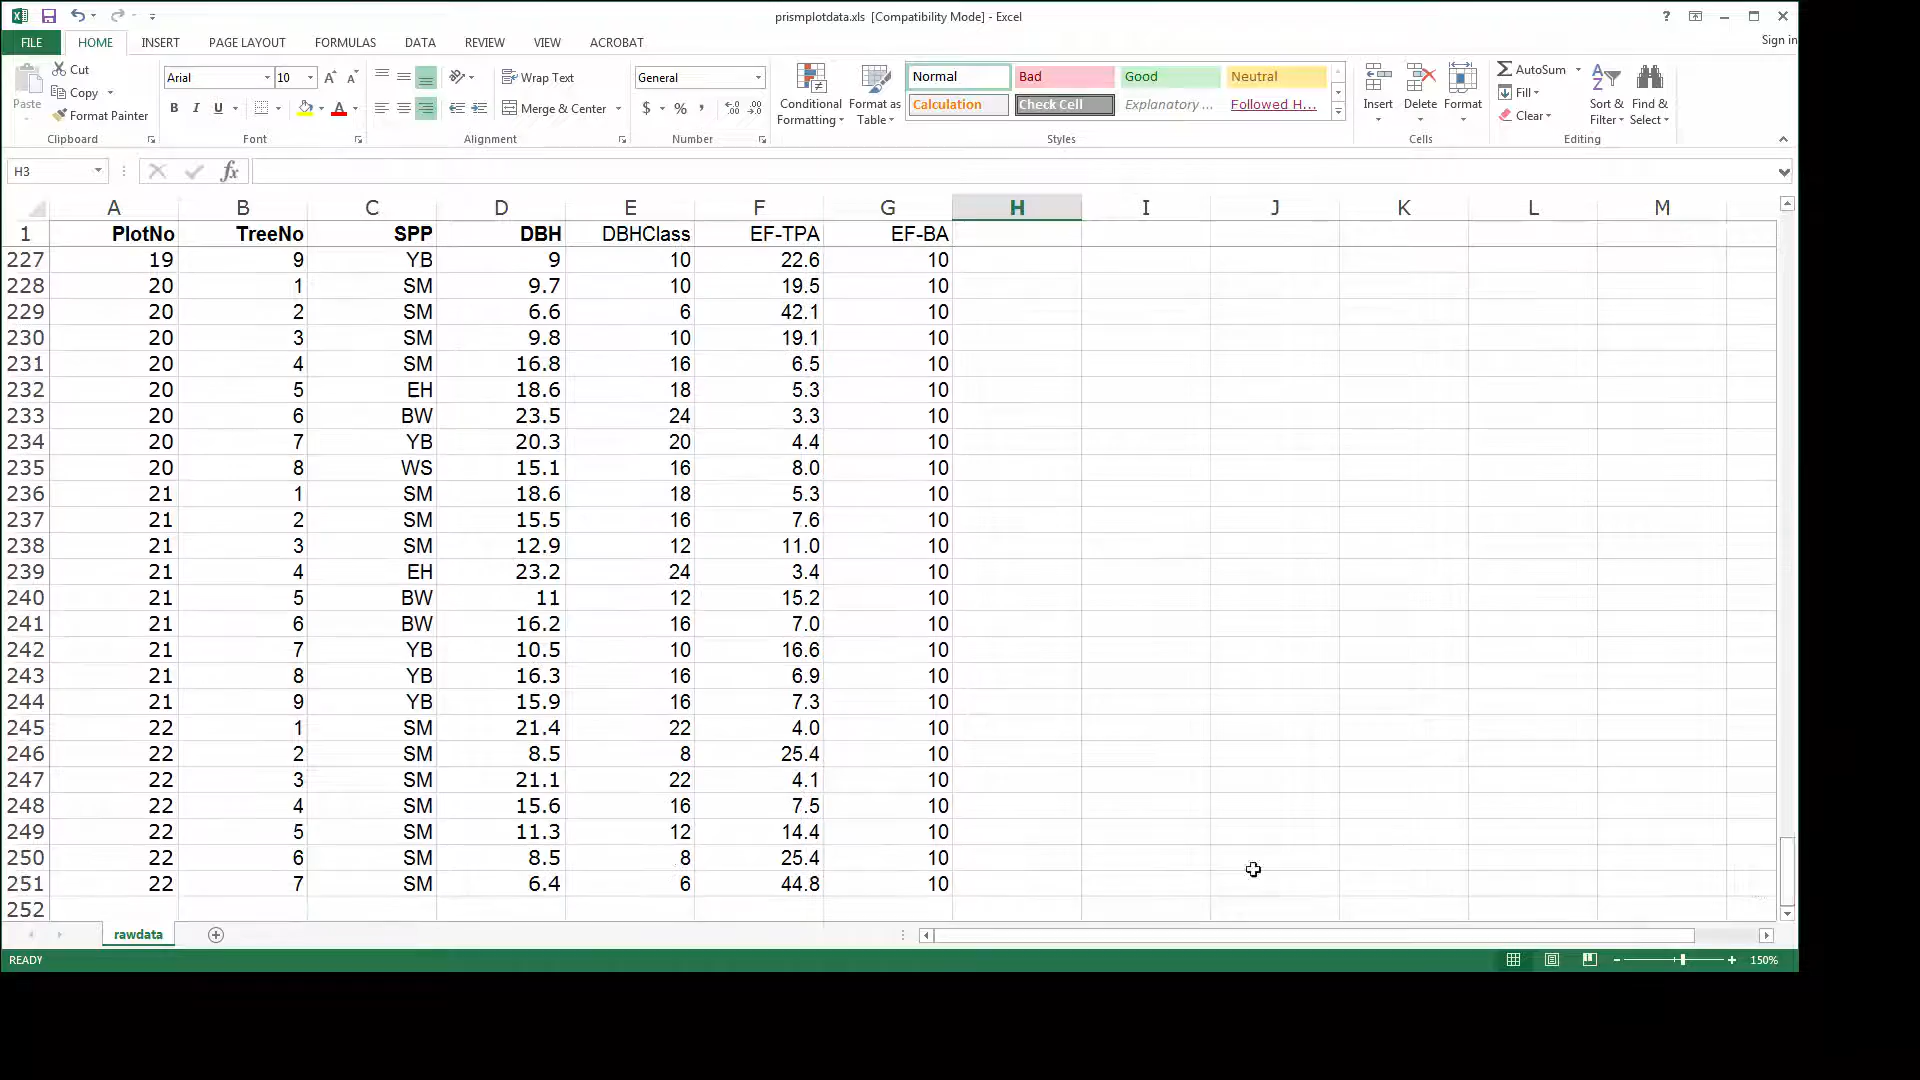 prismplotdata.xls [Compatibility Mode] - Excel
Sign in
FILE HOME INSERT PAGE LAYOUT FORMULAS DATA REVIEW VIEW ACROBAT
Paste Cut Copy Format Painter
Clipboard
Arial 10
B I U
Font
Wrap Text
Merge & Center
Alignment
General
$ % ,
Number
Conditional Formatting
Format as Table
Normal Bad Good Neutral
Calculation Check Cell Explanatory ... Followed H...
Styles
Insert Delete Format
Cells
AutoSum
Fill
Clear
Sort & Filter
Find & Select
Editing
H3 fx
A B C D E F G H I J K L M
1 PlotNo TreeNo SPP DBH DBHClass EF-TPA EF-BA
227 19 9 YB 9 10 22.6 10
228 20 1 SM 9.7 10 19.5 10
229 20 2 SM 6.6 6 42.1 10
230 20 3 SM 9.8 10 19.1 10
231 20 4 SM 16.8 16 6.5 10
232 20 5 EH 18.6 18 5.3 10
233 20 6 BW 23.5 24 3.3 10
234 20 7 YB 20.3 20 4.4 10
235 20 8 WS 15.1 16 8.0 10
236 21 1 SM 18.6 18 5.3 10
237 21 2 SM 15.5 16 7.6 10
238 21 3 SM 12.9 12 11.0 10
239 21 4 EH 23.2 24 3.4 10
240 21 5 BW 11 12 15.2 10
241 21 6 BW 16.2 16 7.0 10
242 21 7 YB 10.5 10 16.6 10
243 21 8 YB 16.3 16 6.9 10
244 21 9 YB 15.9 16 7.3 10
245 22 1 SM 21.4 22 4.0 10
246 22 2 SM 8.5 8 25.4 10
247 22 3 SM 21.1 22 4.1 10
248 22 4 SM 15.6 16 7.5 10
249 22 5 SM 11.3 12 14.4 10
250 22 6 SM 8.5 8 25.4 10
251 22 7 SM 6.4 6 44.8 10
252
rawdata
READY
150%